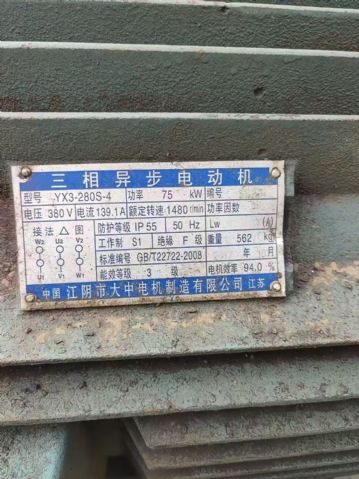 三相异步电动机
型号 YX3-280S-4 功率 75 kW 编号
电压 380 V 电流 139.1 A 额定转速 1480 r/min 功率因数
接法 △ 图 防护等级 IP 55 50 Hz Lw (A)
W2 U2 V2 工作制 S1 绝缘 F 级 重量 562 kg
标准编号 GB/T22722-2008 年 月
U1 V1 W1 能效等级 3 级 电机效率 94.0 %
中国 江阴市大中电机制造有限公司 江苏